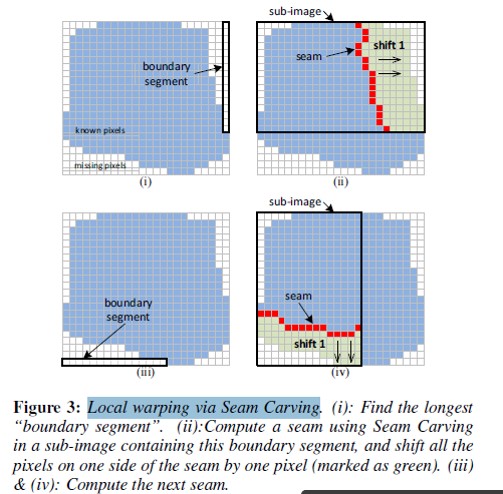 sub-image
boundary
segment
seam
shift 1
known pixels
missing pixels
(i)
(ii)
sub-image
boundary
segment
seam
shift 1
(iii)
(iv)
Figure 3: Local warping via Seam Carving. (i): Find the longest
“boundary segment”. (ii):Compute a seam using Seam Carving
in a sub-image containing this boundary segment, and shift all the
pixels on one side of the seam by one pixel (marked as green). (iii)
& (iv): Compute the next seam.